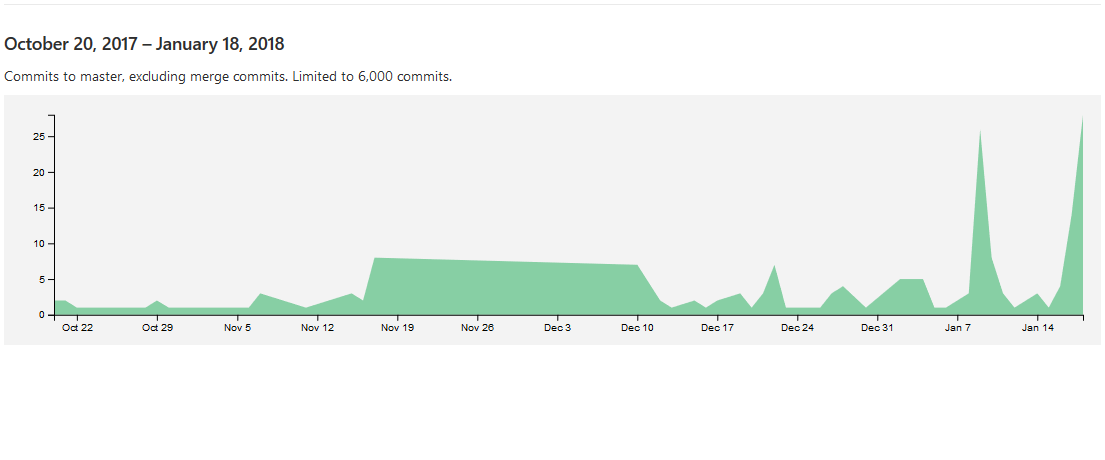 October 20, 2017 – January 18, 2018
Commits to master, excluding merge commits. Limited to 6,000 commits.
25
20
15
10
5
0
Oct 22 Oct 29 Nov 5 Nov 12 Nov 19 Nov 26 Dec 3 Dec 10 Dec 17 Dec 24 Dec 31 Jan 7 Jan 14